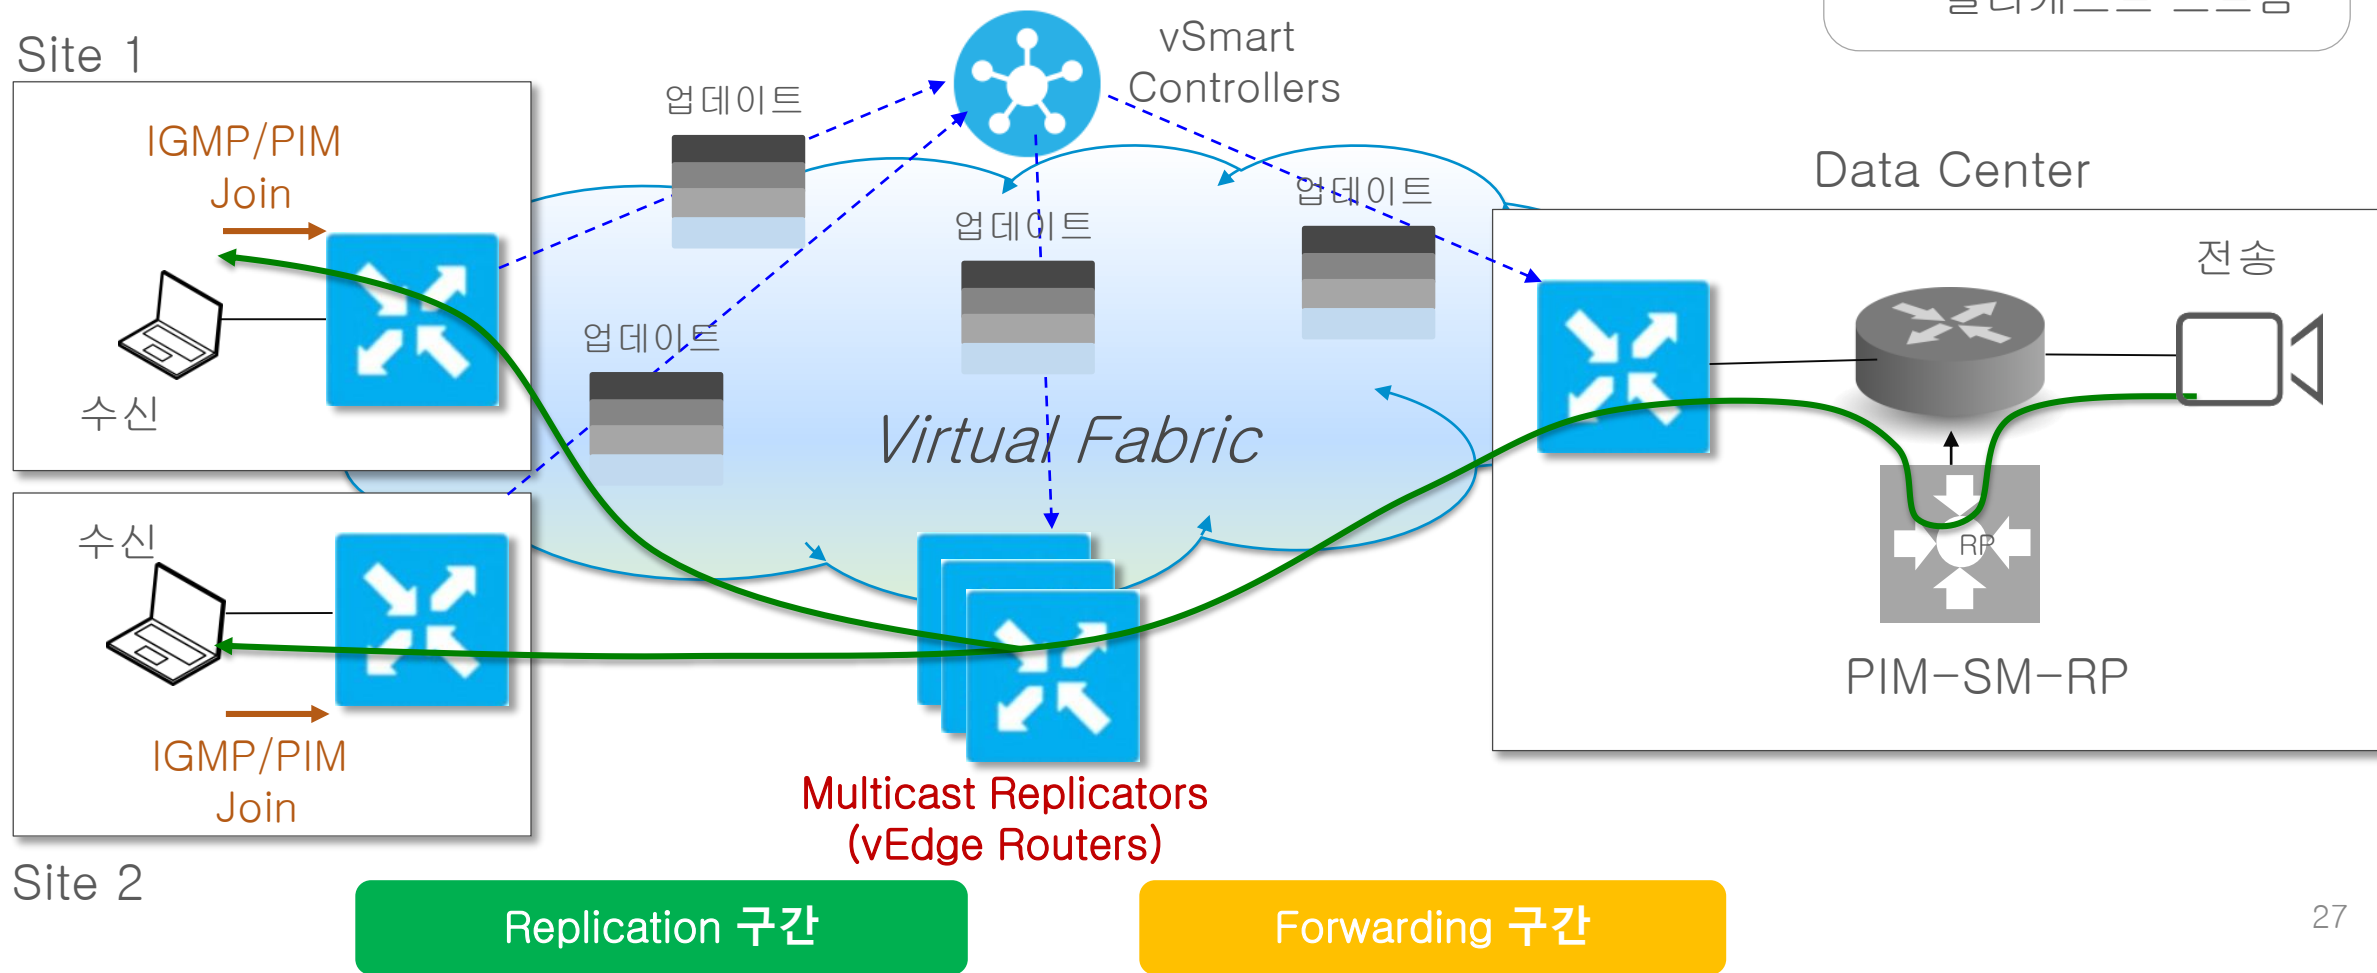 Site 1
vSmart
Controllers
업데이트
IGMP/PIM
Join
Data Center
업데이트
업데이트
전송
업데이트
수신
Virtual Fabric
수신
RP
PIM-SM-RP
IGMP/PIM
Join
Multicast Replicators
(vEdge Routers)
Site 2
Replication 구간
Forwarding 구간
27